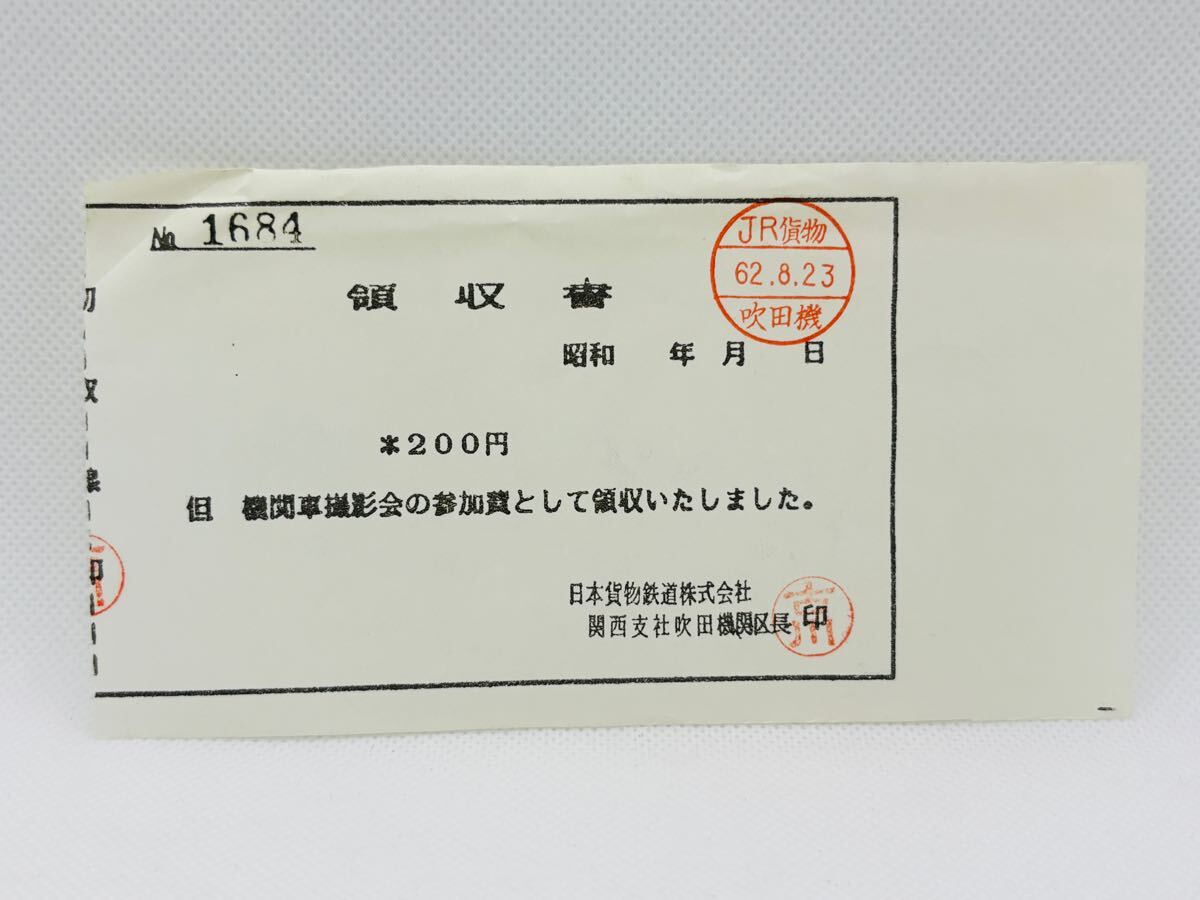 No. 1684
JR貨物
62.8.23
吹田機
領収書
昭和 年 月 日
*200円
但 機関車撮影会の参加費として領収いたしました。
日本貨物鉄道株式会社
関西支社吹田機関区長 印